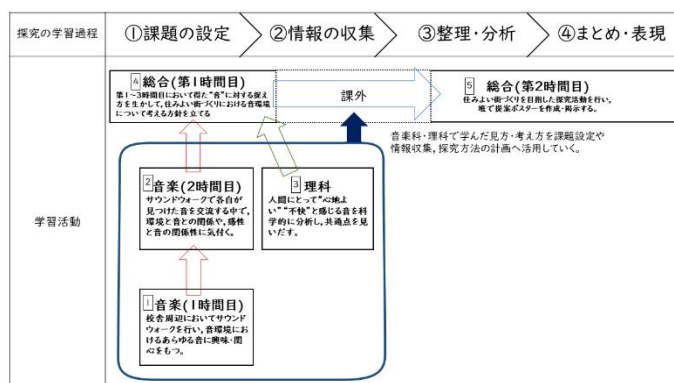 探究の学習過程
①課題の設定
②情報の収集
③整理・分析
④まとめ・表現
4 総合(第1時間目)
第1～3時間目において得た“音”に対する捉え
方を生かして、住みよい街づくりにおける音環境
について考える方針を立てる
課外
5 総合(第2時間目)
住みよい街づくりを目指した探究活動を行い、
班で提案ポスターを作成・掲示する。
音楽科・理科で学んだ見方・考え方を課題設定や
情報収集、探究方法の計画へ活用していく。
学習活動
2 音楽(2時間目)
サウンドウォークで各自が
見つけた音を交流する中で、
環境と音との関係や、感性
と音の関係性に気付く。
3 理科
人間にとって“心地よ
い”“不快”と感じる音を科
学的に分析し、共通点を
見いだす。
1 音楽(1時間目)
校舎周辺においてサウンド
ウォークを行い、音環境にお
けるあらゆる音に興味・関
心をもつ。